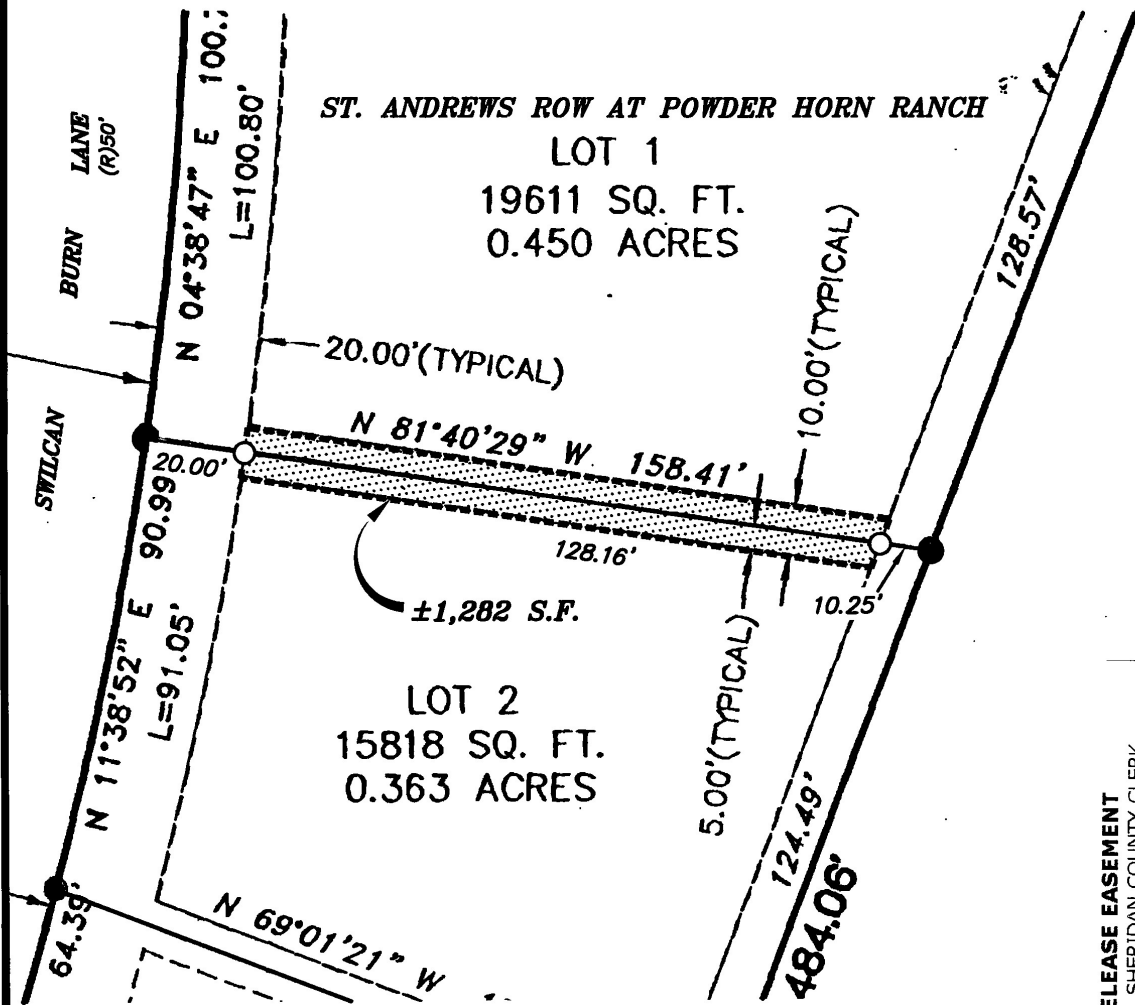 ST. ANDREWS ROW AT POWDER HORN RANCH
LOT 1
19611 SQ. FT.
0.450 ACRES
LANE
(R)50'
BURN
SWILCAN
N 04°38'47" E 100.
L=100.80'
20.00'(TYPICAL)
10.00'(TYPICAL)
128.57'
N 81°40'29" W 158.41'
20.00'
128.16'
10.25'
±1,282 S.F.
N 11°38'52" E 90.99
L=91.05'
LOT 2
15818 SQ. FT.
0.363 ACRES
5.00'(TYPICAL)
124.49'
484.06'
64.39'
N 69°01'21" W
ELEASE EASEMENT
SHERIDAN COUNTY CLERK